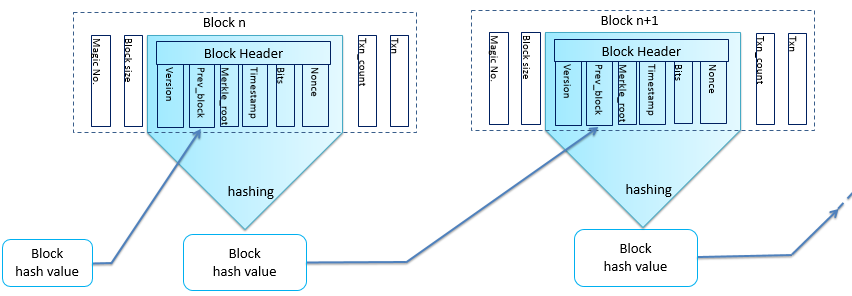 Block n
Magic No.
Block size
Block Header
Version
Prev_block
Merkle_root
Timestamp
Bits
Nonce
Txn_count
Txn
hashing
Block
hash value
Block
hash value
Block n+1
Magic No.
Block size
Block Header
Version
Prev_block
Merkle_root
Timestamp
Bits
Nonce
Txn_count
Txn
hashing
Block
hash value